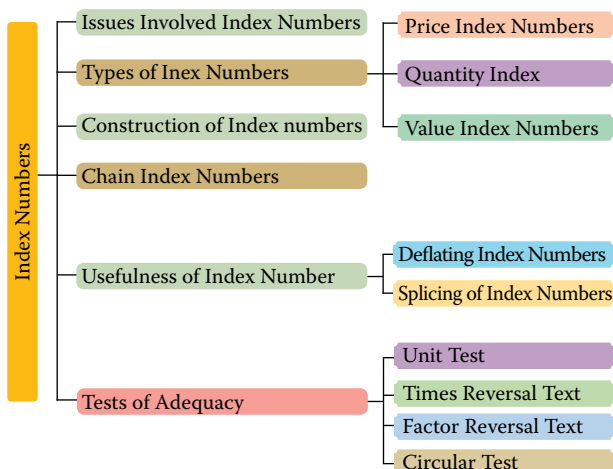 Index Numbers
Issues Involved Index Numbers
Types of Inex Numbers
Price Index Numbers
Quantity Index
Value Index Numbers
Construction of Index numbers
Chain Index Numbers
Usefulness of Index Number
Deflating Index Numbers
Splicing of Index Numbers
Tests of Adequacy
Unit Test
Times Reversal Text
Factor Reversal Text
Circular Test